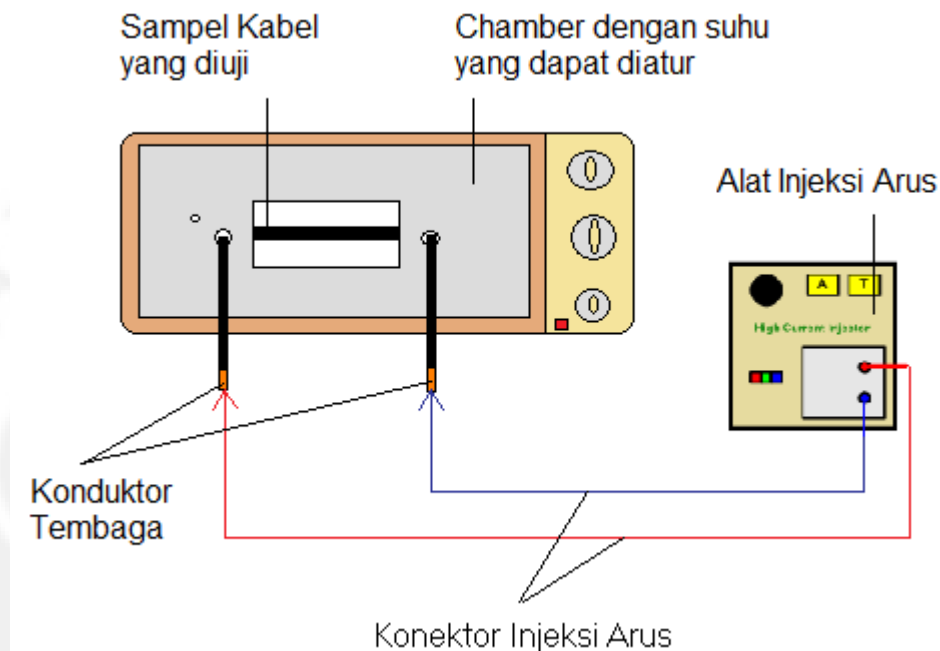 Sampel Kabel
yang diuji
Chamber dengan suhu
yang dapat diatur
Alat Injeksi Arus
A
T
High Current Injector
Konduktor
Tembaga
Konektor Injeksi Arus